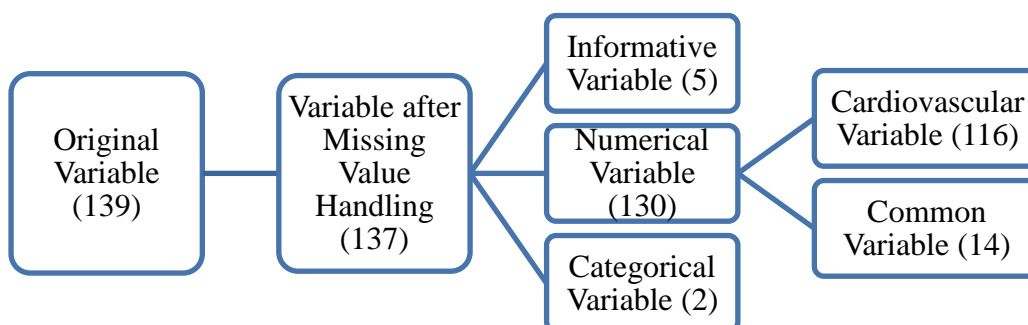 Original
Variable
(139)
Variable after
Missing
Value
Handling
(137)
Informative
Variable (5)
Numerical
Variable
(130)
Categorical
Variable (2)
Cardiovascular
Variable (116)
Common
Variable (14)